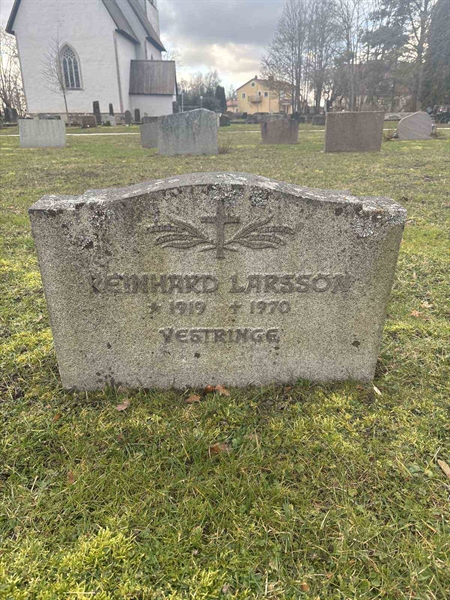 REINHARD LARSSON
* 1919 † 1970
VESTRINGE